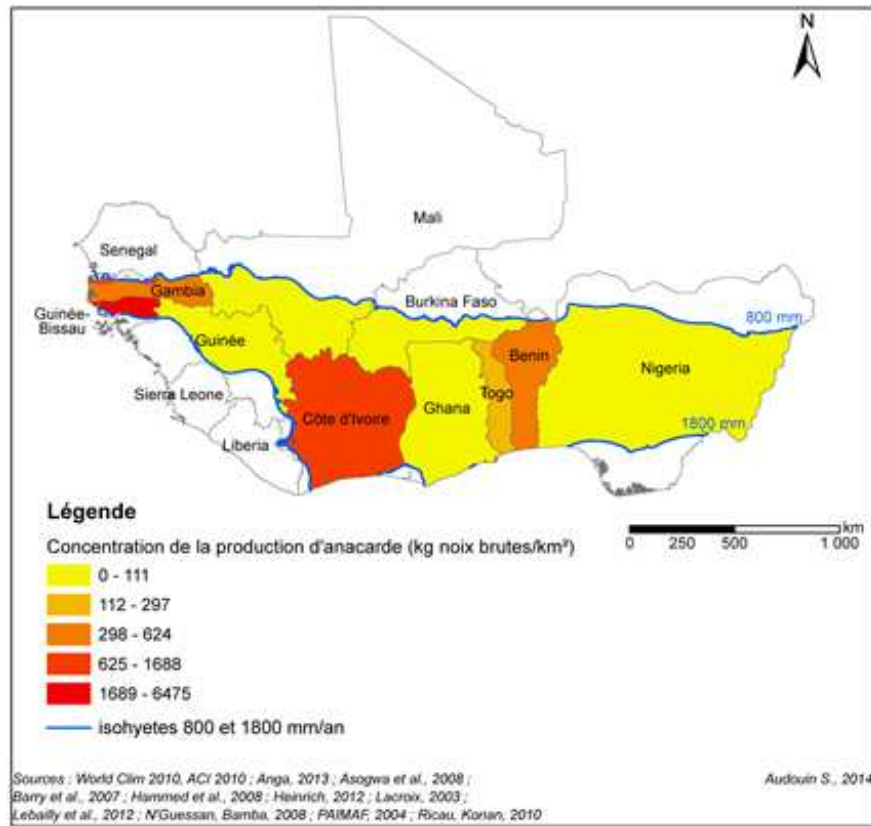 N
Mali
Senegal
Gambia
Burkina Faso
Guinée-
Bissau
800 mm
Guinée
Benin
Nigeria
Sierra Leone
Togo
Côte d'Ivoire
Ghana
1800 mm
Liberia
Légende
km
0 250 500 1 000
Concentration de la production d'anacarde (kg noix brutes/km²)
0 - 111
112 - 297
298 - 624
625 - 1688
1689 - 6475
isohyetes 800 et 1800 mm/an
Sources : World Clim 2010, ACI 2010 ; Anga, 2013 ; Asogwa et al., 2008 ;
Audouin S., 2014
Barry et al., 2007 ; Hammed et al., 2008 ; Heinrich, 2012 ; Lacroix, 2003 ;
Lebailly et al., 2012 ; N'Guessan, Bamba, 2008 ; PAIMAF, 2004 ; Ricau, Konan, 2010